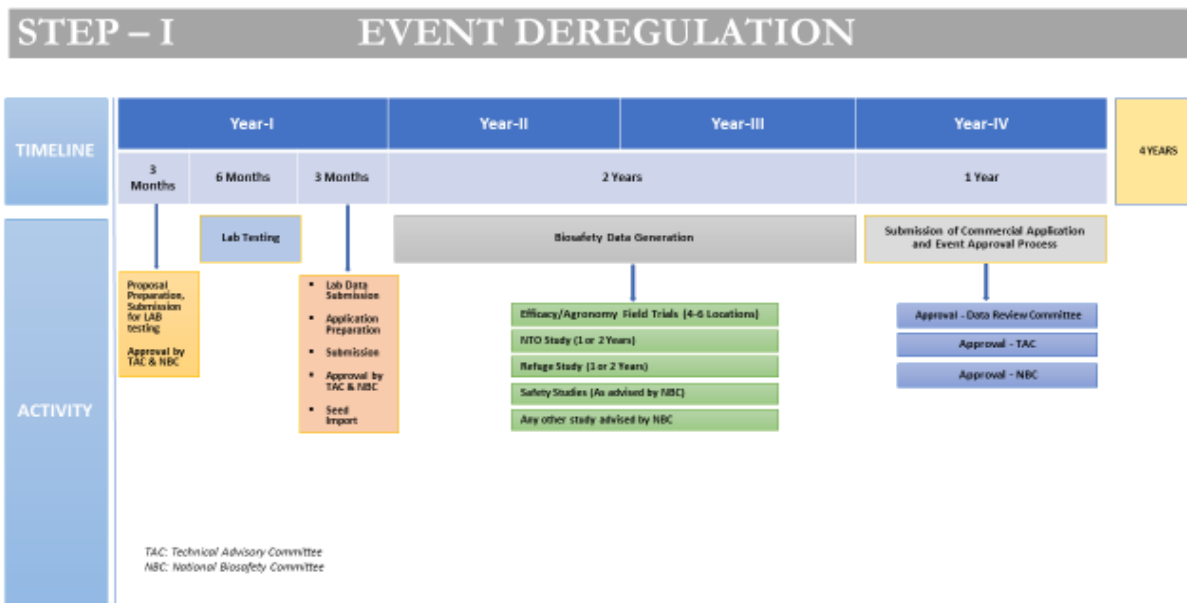 STEP – I EVENT DEREGULATION
TIMELINE
Year-I
Year-II
Year-III
Year-IV
4 YEARS
3
Months
6 Months
3 Months
2 Years
1 Year
ACTIVITY
Lab Testing
Biosafety Data Generation
Submission of Commercial Application
and Event Approval Process
Proposal
Preparation,
Submission
for LAB
testing
Approval by
TAC & NBC
▪ Lab Data
Submission
▪ Application
Preparation
▪ Submission
▪ Approval by
TAC & NBC
▪ Seed
Import
Efficacy/Agronomy Field Trials (4-6 Locations)
NTO Study (1 or 2 Years)
Refuge Study (1 or 2 Years)
Safety Studies (As advised by NBC)
Any other study advised by NBC
Approval - Data Review Committee
Approval - TAC
Approval - NBC
TAC: Technical Advisory Committee
NBC: National Biosafety Committee